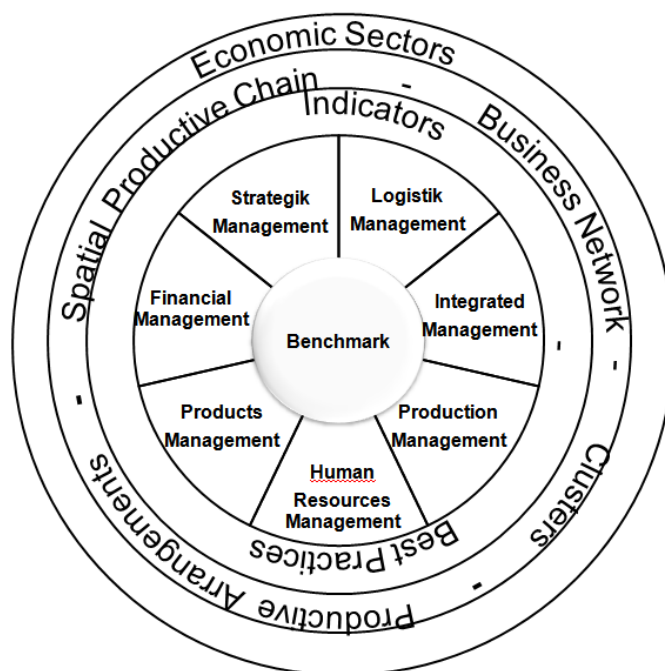 Economic Sectors
Spatial Productive Chain - Business Network - Clusters - Productive Arrangements -
Indicators - Best Practices
Strategik
Management
Logistik
Management
Financial
Management
Integrated
Management
Benchmark
Products
Management
Production
Management
Human
Resources
Management